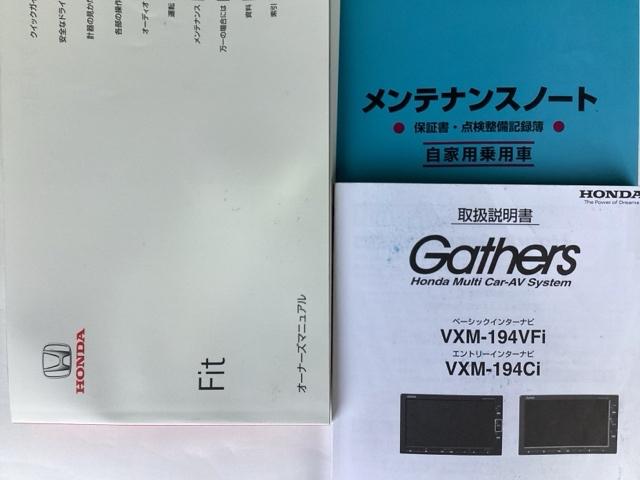 クイックガイ
安全なドライ
計器の見か
各部の操作
オーディオ
運転
メンテナンス
万一の場合には
資料
索引
HONDA
Fit
オーナーズマニュアル
メンテナンスノート
● 保証書・点検整備記録簿 ●
自家用乗用車
HONDA
The Power of Dreams
取扱説明書
Gathers
Honda Multi Car-AV System
ベーシックインターナビ
VXM-194VFi
エントリーインターナビ
VXM-194Ci